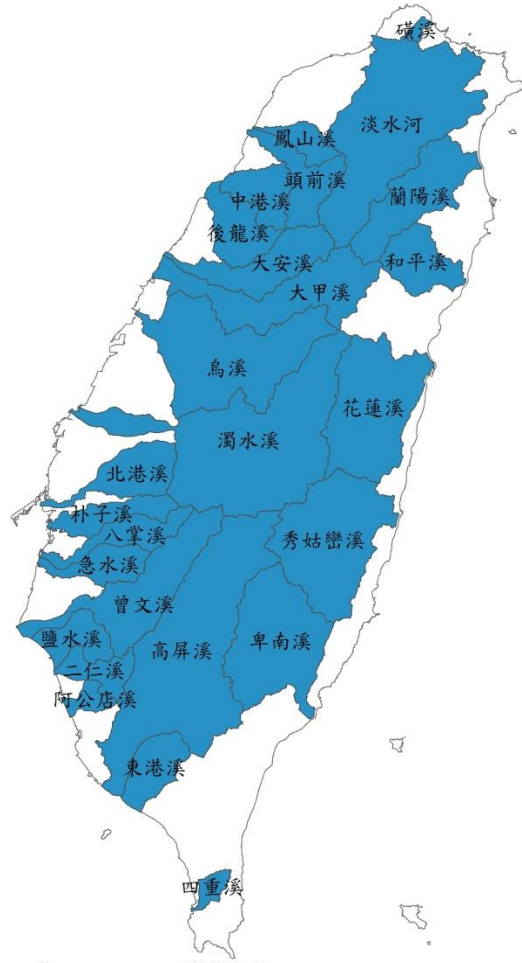 磺溪
淡水河
鳳山溪
頭前溪
中港溪
蘭陽溪
後龍溪
大安溪
和平溪
大甲溪
烏溪
花蓮溪
濁水溪
北港溪
朴子溪
八掌溪
秀姑巒溪
急水溪
曾文溪
鹽水溪
高屏溪
卑南溪
二仁溪
阿公店溪
東港溪
四重溪